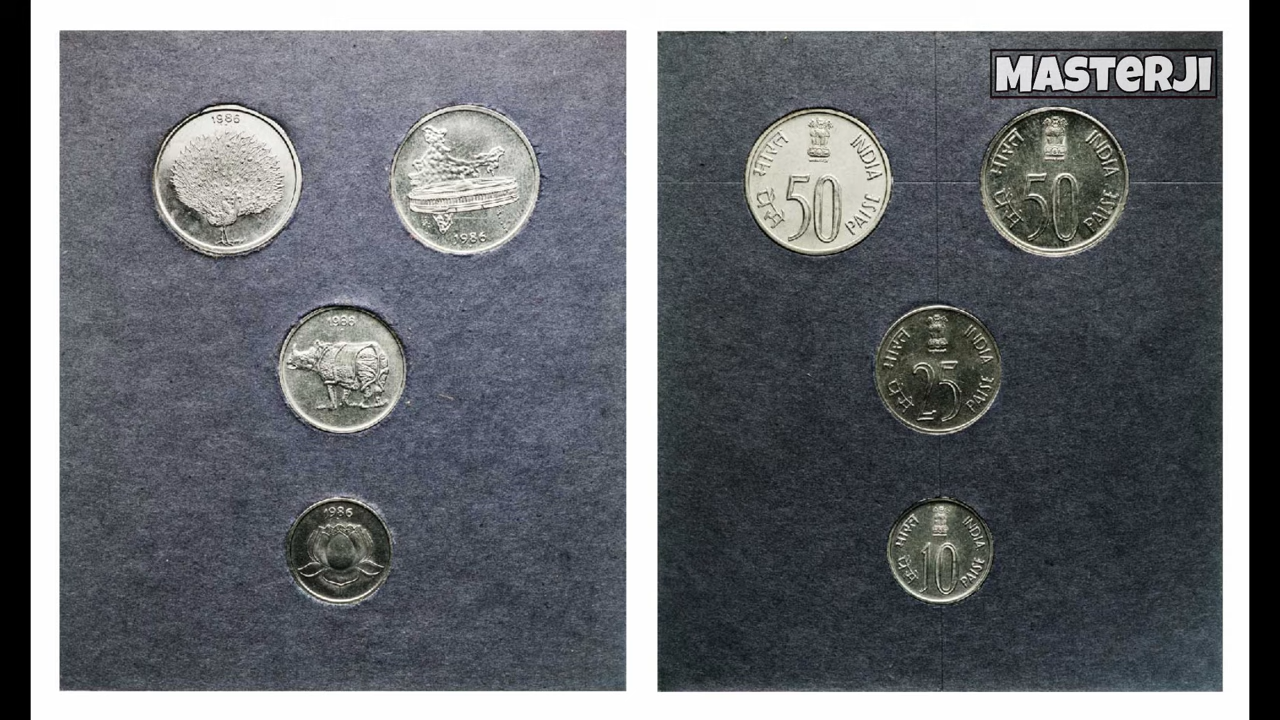 MASTERJI
1986
1986
1986
1986
भारत INDIA
पैसे 50 PAISE
भारत INDIA
पैसे 50 PAISE
भारत INDIA
पैसे 25 PAISE
भारत INDIA
पैसे 10 PAISE